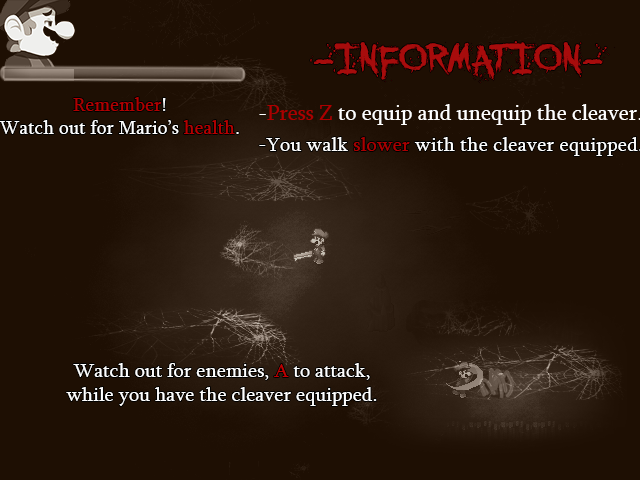 -INFORMATION-
Remember!
Watch out for Mario's health.
-Press Z to equip and unequip the cleaver.
-You walk slower with the cleaver equipped.
Watch out for enemies, A to attack,
while you have the cleaver equipped.